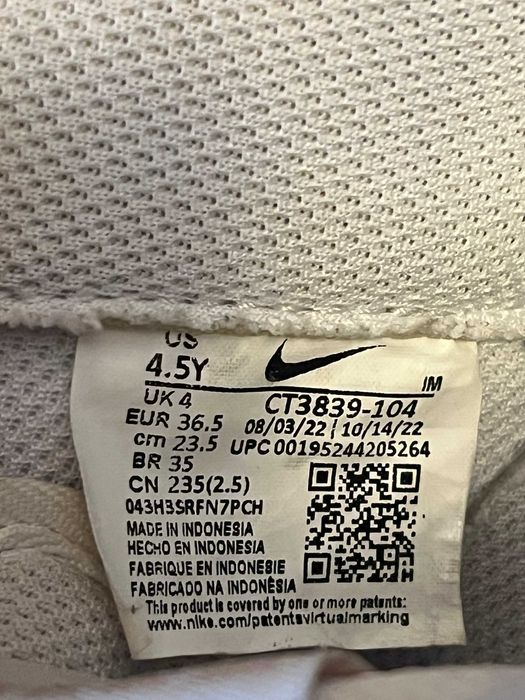 US
4.5Y
IM
UK 4
CT3839-104
EUR 36.5
08/03/22 | 10/14/22
cm 23.5
UPC 00195244205264
BR 35
CN 235(2.5)
043H3SRFN7PCH
MADE IN INDONESIA
HECHO EN INDONESIA
FABRIQUE EN INDONESIE
FABRICADO NA INDONÉSIA
This product is covered by one or more patents:
www.nike.com/patentsvirtualmarking